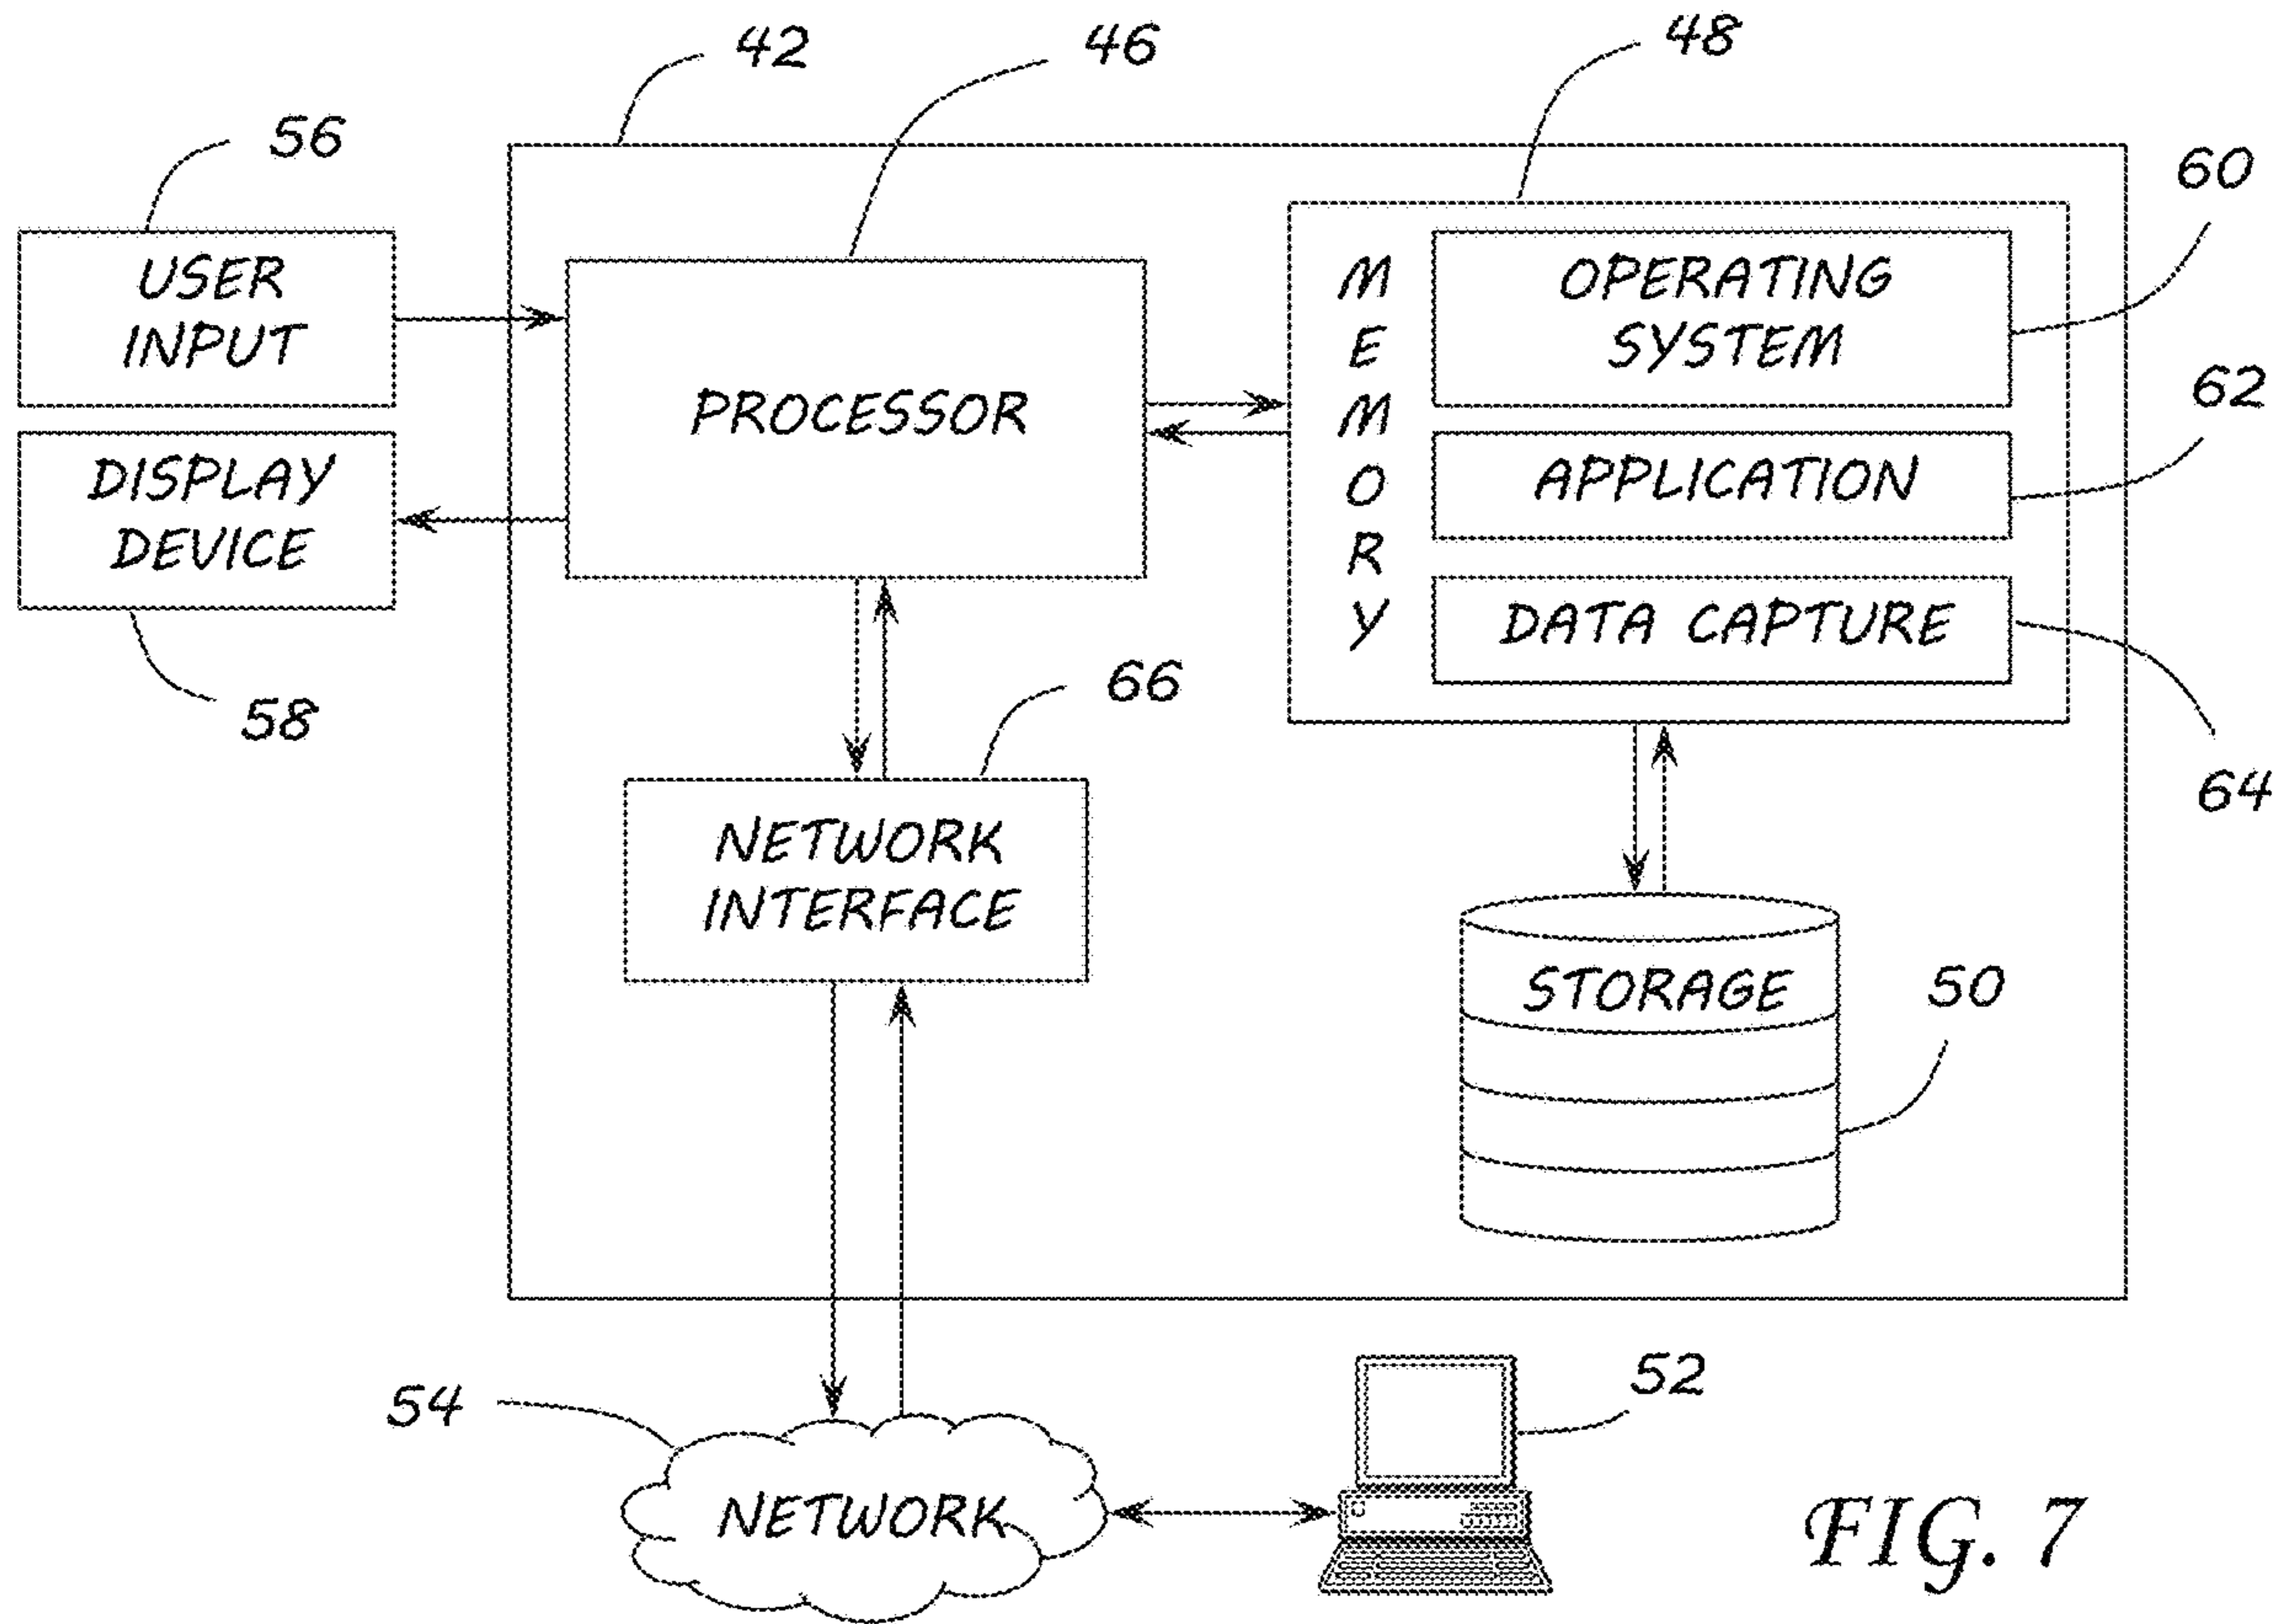 42
46
48
56
60
USER
INPUT
PROCESSOR
MEMORY
OPERATING
SYSTEM
62
APPLICATION
DISPLAY
DEVICE
DATA CAPTURE
58
66
64
NETWORK
INTERFACE
STORAGE
50
54
52
NETWORK
FIG. 7